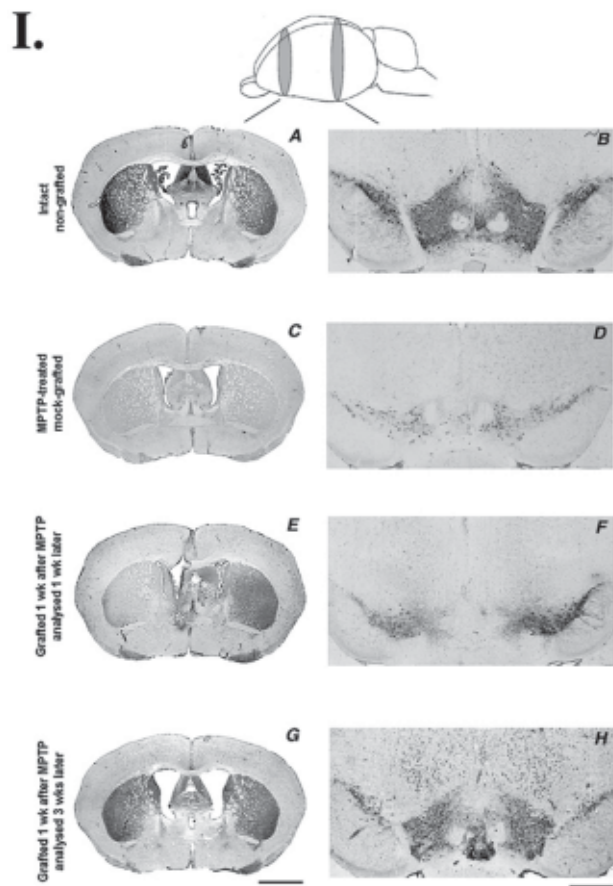 I.
A
B
Intact
non-grafted
C
D
MPTP-treated
mock-grafted
E
F
Grafted 1 wk after MPTP
analysed 1 wk later
G
H
Grafted 1 wk after MPTP
analysed 3 wks later